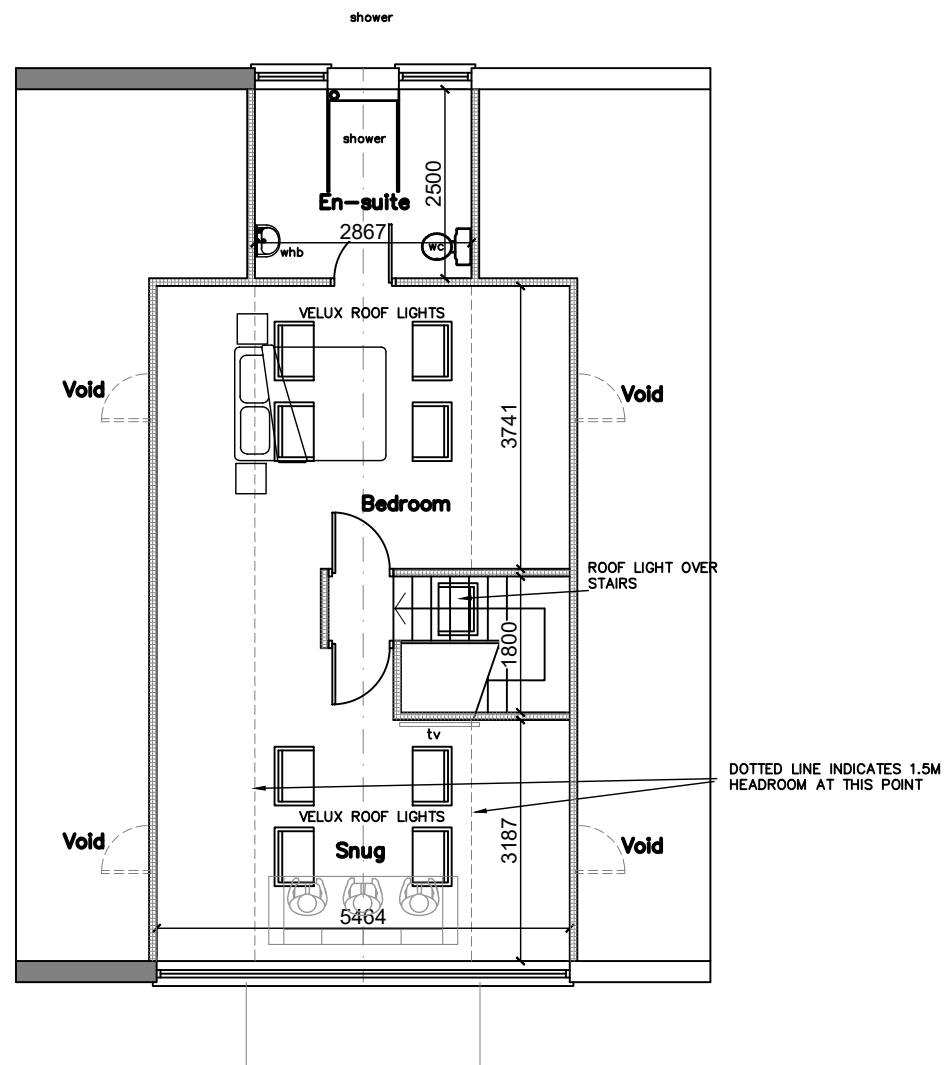 shower
shower
En-suite
2500
2867
whb
wc
VELUX ROOF LIGHTS
Void
Void
3741
Bedroom
ROOF LIGHT OVER
STAIRS
1800
tv
DOTTED LINE INDICATES 1.5M
HEADROOM AT THIS POINT
VELUX ROOF LIGHTS
3187
Void
Snug
Void
5464